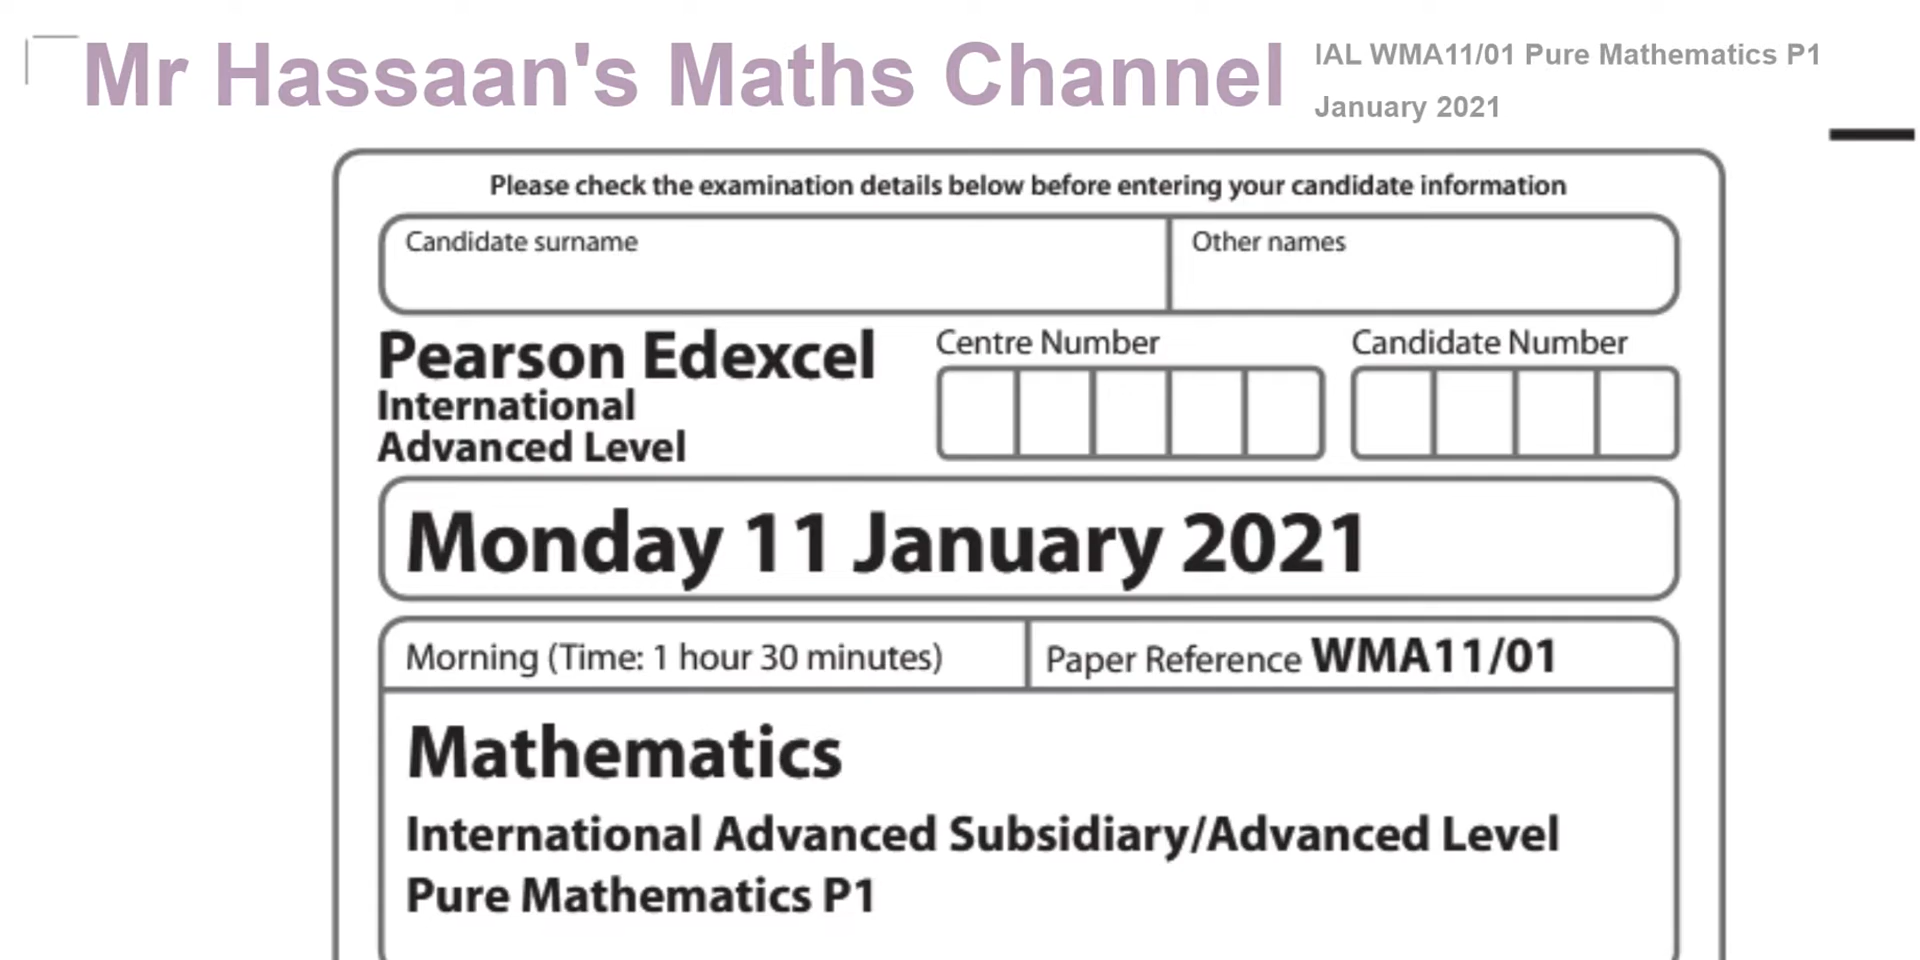 Mr Hassaan's Maths Channel
IAL WMA11/01 Pure Mathematics P1
January 2021
Please check the examination details below before entering your candidate information
Candidate surname
Other names
Pearson Edexcel
International
Advanced Level
Centre Number
Candidate Number
Monday 11 January 2021
Morning (Time: 1 hour 30 minutes)
Paper Reference WMA11/01
Mathematics
International Advanced Subsidiary/Advanced Level
Pure Mathematics P1